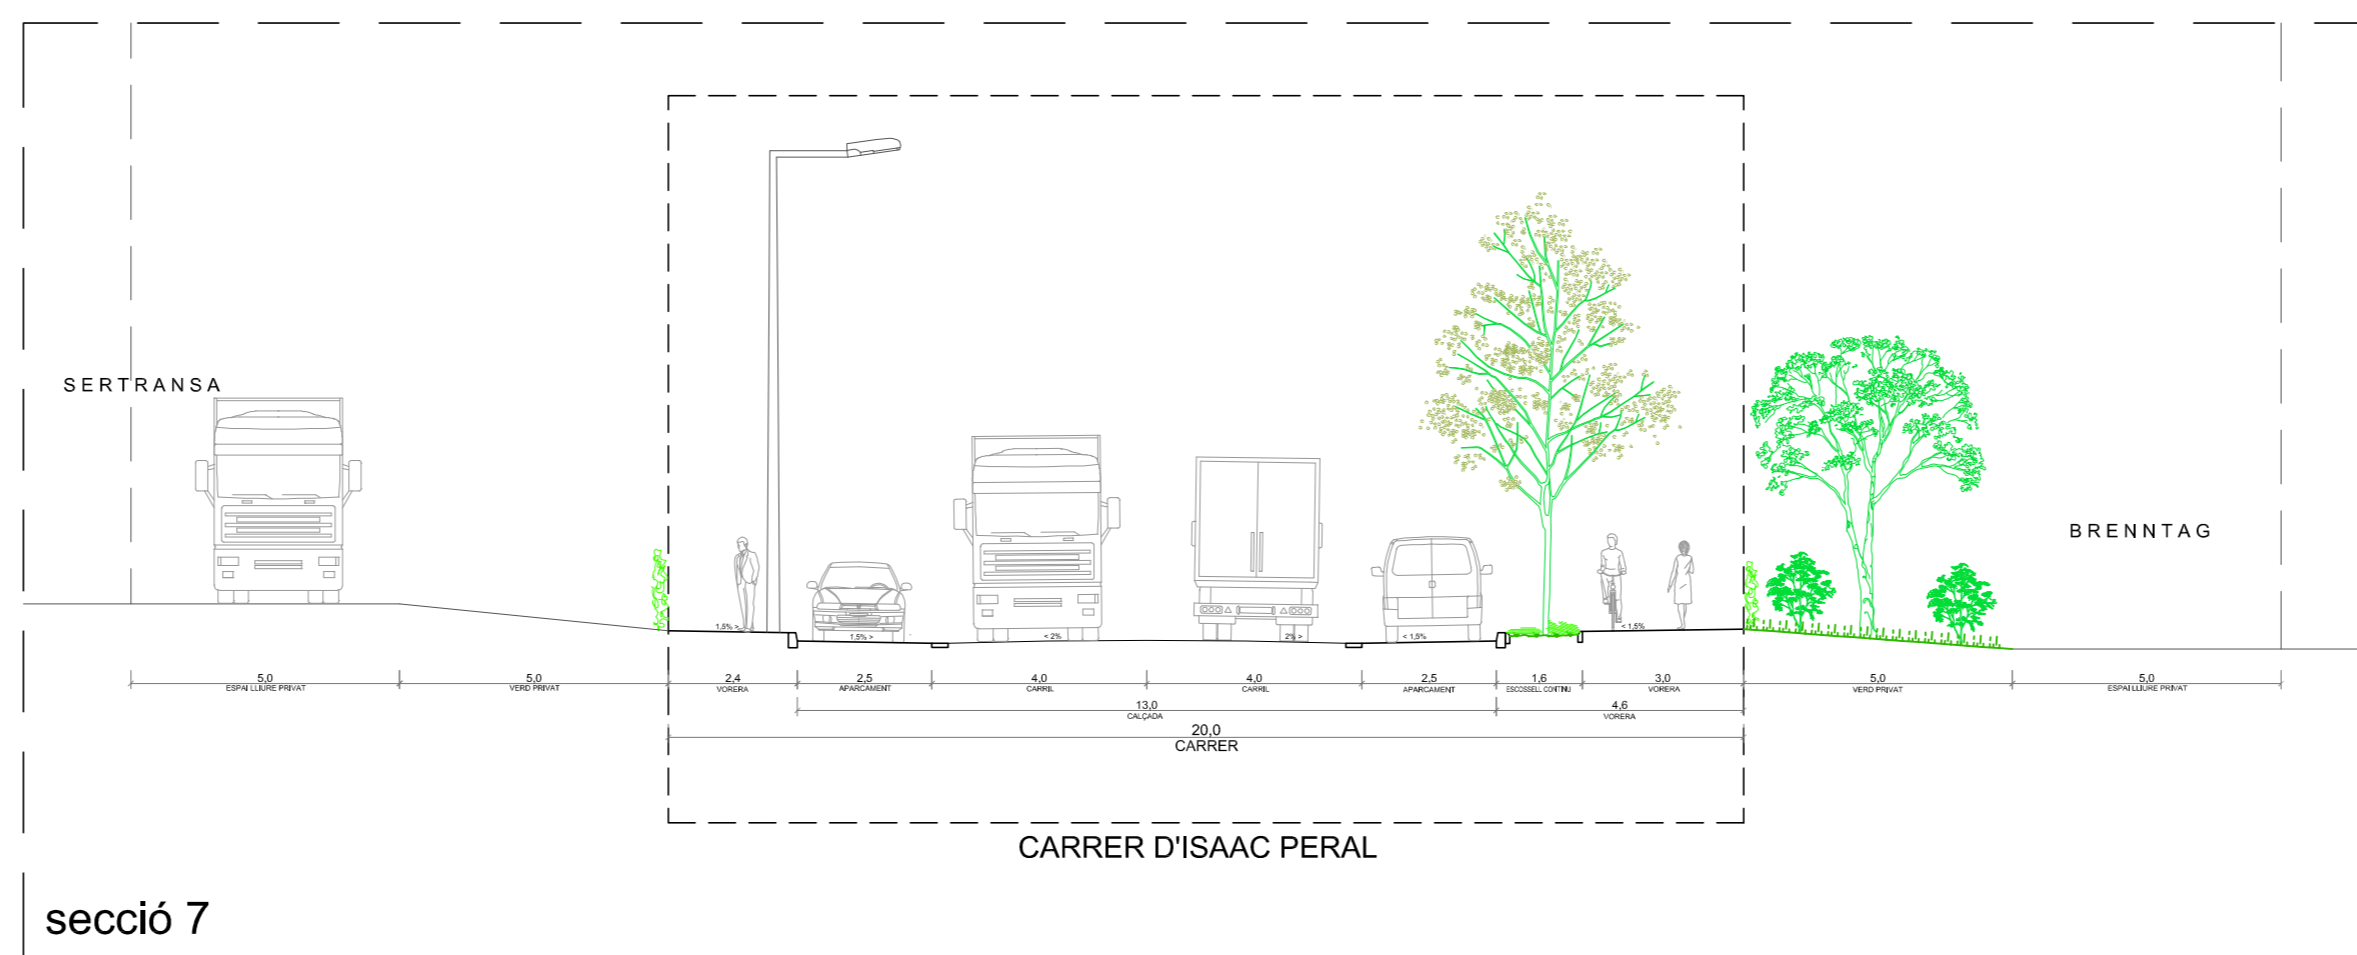 SERTRANSA
BRENNTAG
1,5% >
1,5% >
< 2%
2% >
< 1,5%
< 1,5%
5,0
ESPAI LLIURE PRIVAT
5,0
VERD PRIVAT
2,4
VORERA
2,5
APARCAMENT
4,0
CARRIL
4,0
CARRIL
2,5
APARCAMENT
1,6
ESCOSSELL CONTINU
3,0
VORERA
5,0
VERD PRIVAT
5,0
ESPAI LLIURE PRIVAT
13,0
CALÇADA
4,6
VORERA
20,0
CARRER
CARRER D'ISAAC PERAL
secció 7